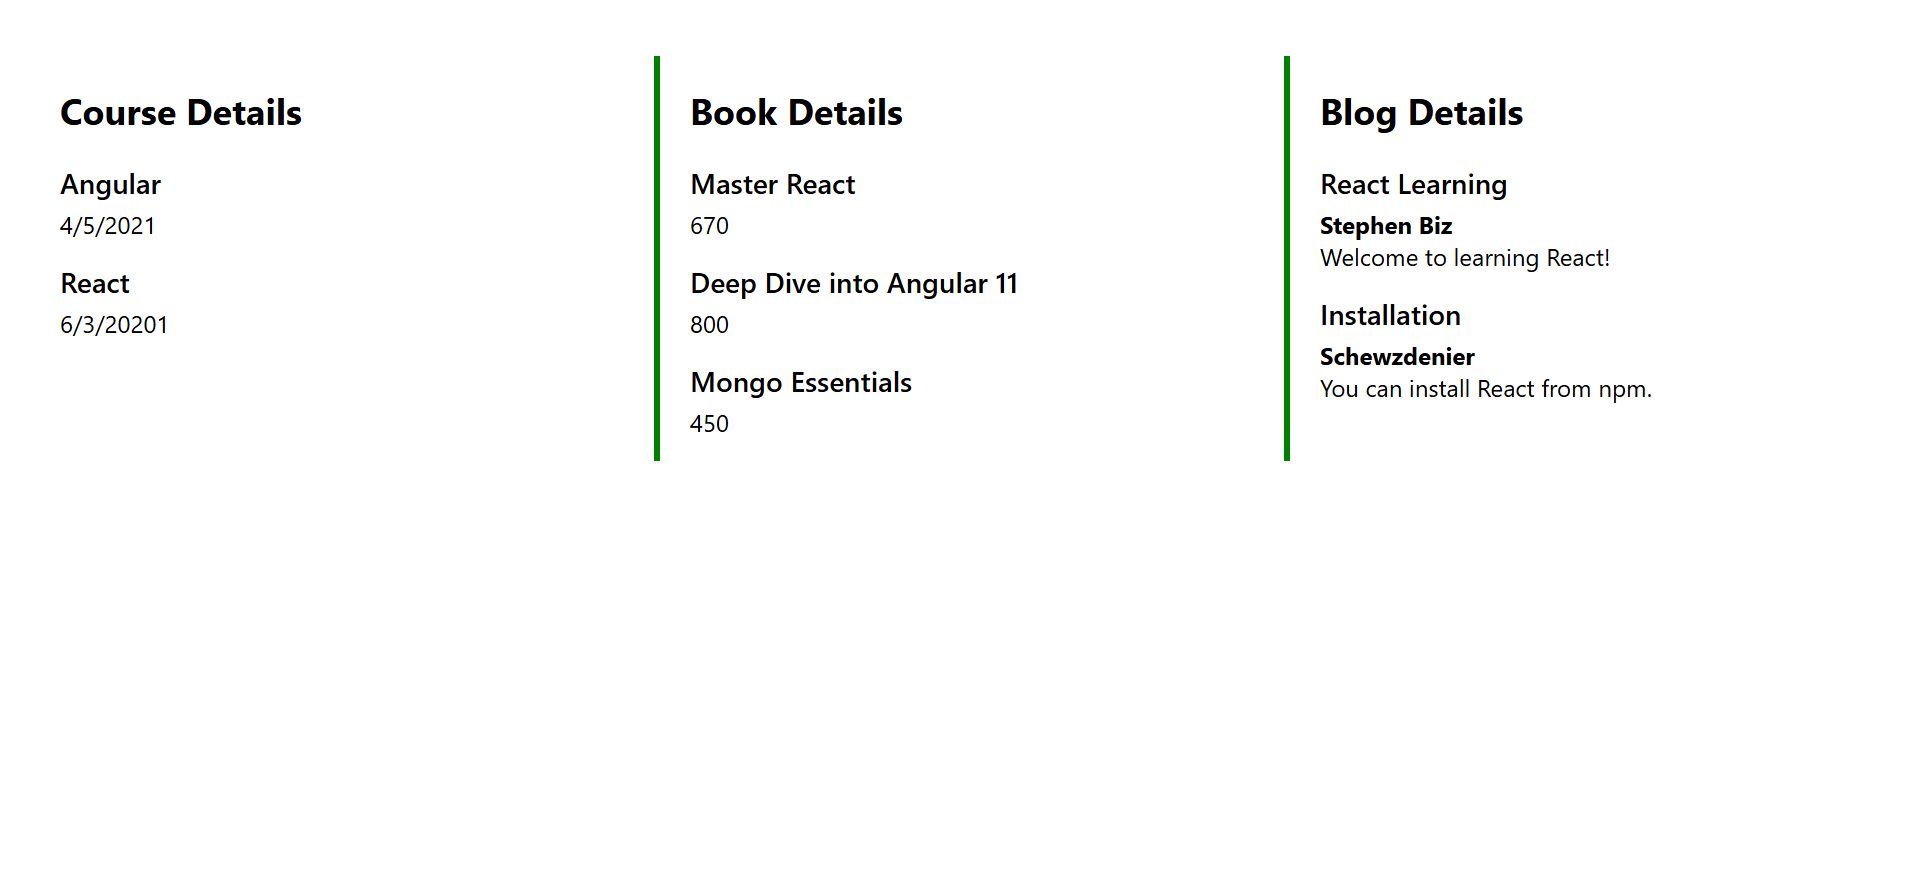 Course Details
Angular
4/5/2021
React
6/3/20201
Book Details
Master React
670
Deep Dive into Angular 11
800
Mongo Essentials
450
Blog Details
React Learning
Stephen Biz
Welcome to learning React!
Installation
Schewzdenier
You can install React from npm.